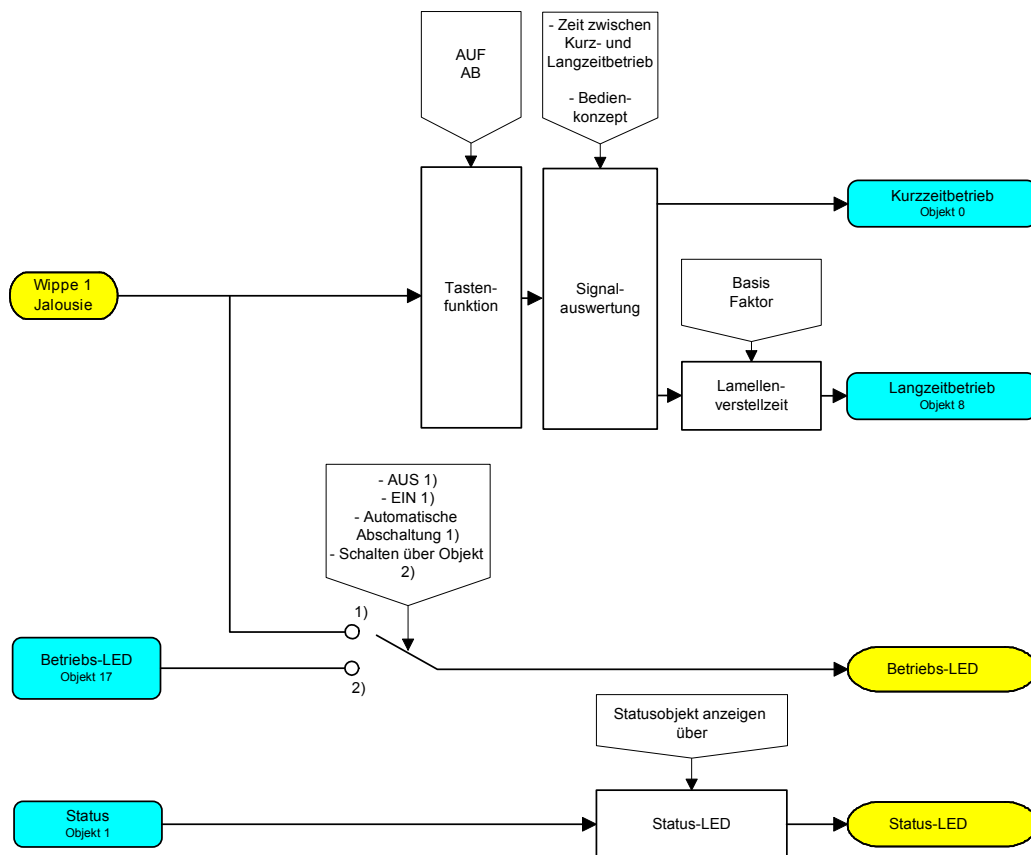 AUF
AB
- Zeit zwischen
Kurz- und
Langzeitbetrieb
- Bedien-
konzept
Kurzzeitbetrieb
Objekt 0
Wippe 1
Jalousie
Tasten-
funktion
Signal-
auswertung
Basis
Faktor
Lamellen-
verstellzeit
Langzeitbetrieb
Objekt 8
- AUS 1)
- EIN 1)
- Automatische
Abschaltung 1)
- Schalten über Objekt
2)
1)
Betriebs-LED
Objekt 17
2)
Betriebs-LED
Statusobjekt anzeigen
über
Status
Objekt 1
Status-LED
Status-LED